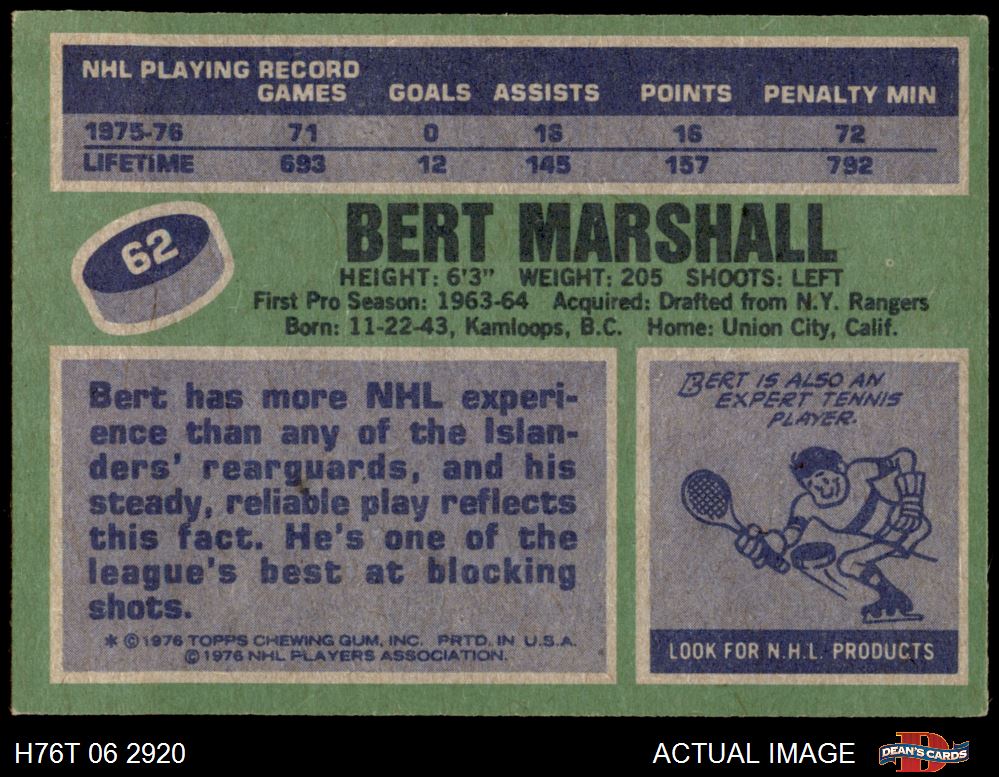 NHL PLAYING RECORD
GAMES GOALS ASSISTS POINTS PENALTY MIN
1975-76 71 0 16 16 72
LIFETIME 693 12 145 157 792
62
BERT MARSHALL
HEIGHT: 6'3" WEIGHT: 205 SHOOTS: LEFT
First Pro Season: 1963-64 Acquired: Drafted from N.Y. Rangers
Born: 11-22-43, Kamloops, B.C. Home: Union City, Calif.
Bert has more NHL experi-
ence than any of the Islan-
ders' rearguards, and his
steady, reliable play reflects
this fact. He's one of the
league's best at blocking
shots.
* © 1976 TOPPS CHEWING GUM, INC. PRTD. IN U.S.A.
© 1976 NHL PLAYERS ASSOCIATION.
BERT IS ALSO AN
EXPERT TENNIS
PLAYER.
LOOK FOR N.H.L. PRODUCTS
H76T 06 2920
ACTUAL IMAGE
D
DEAN'S CARDS